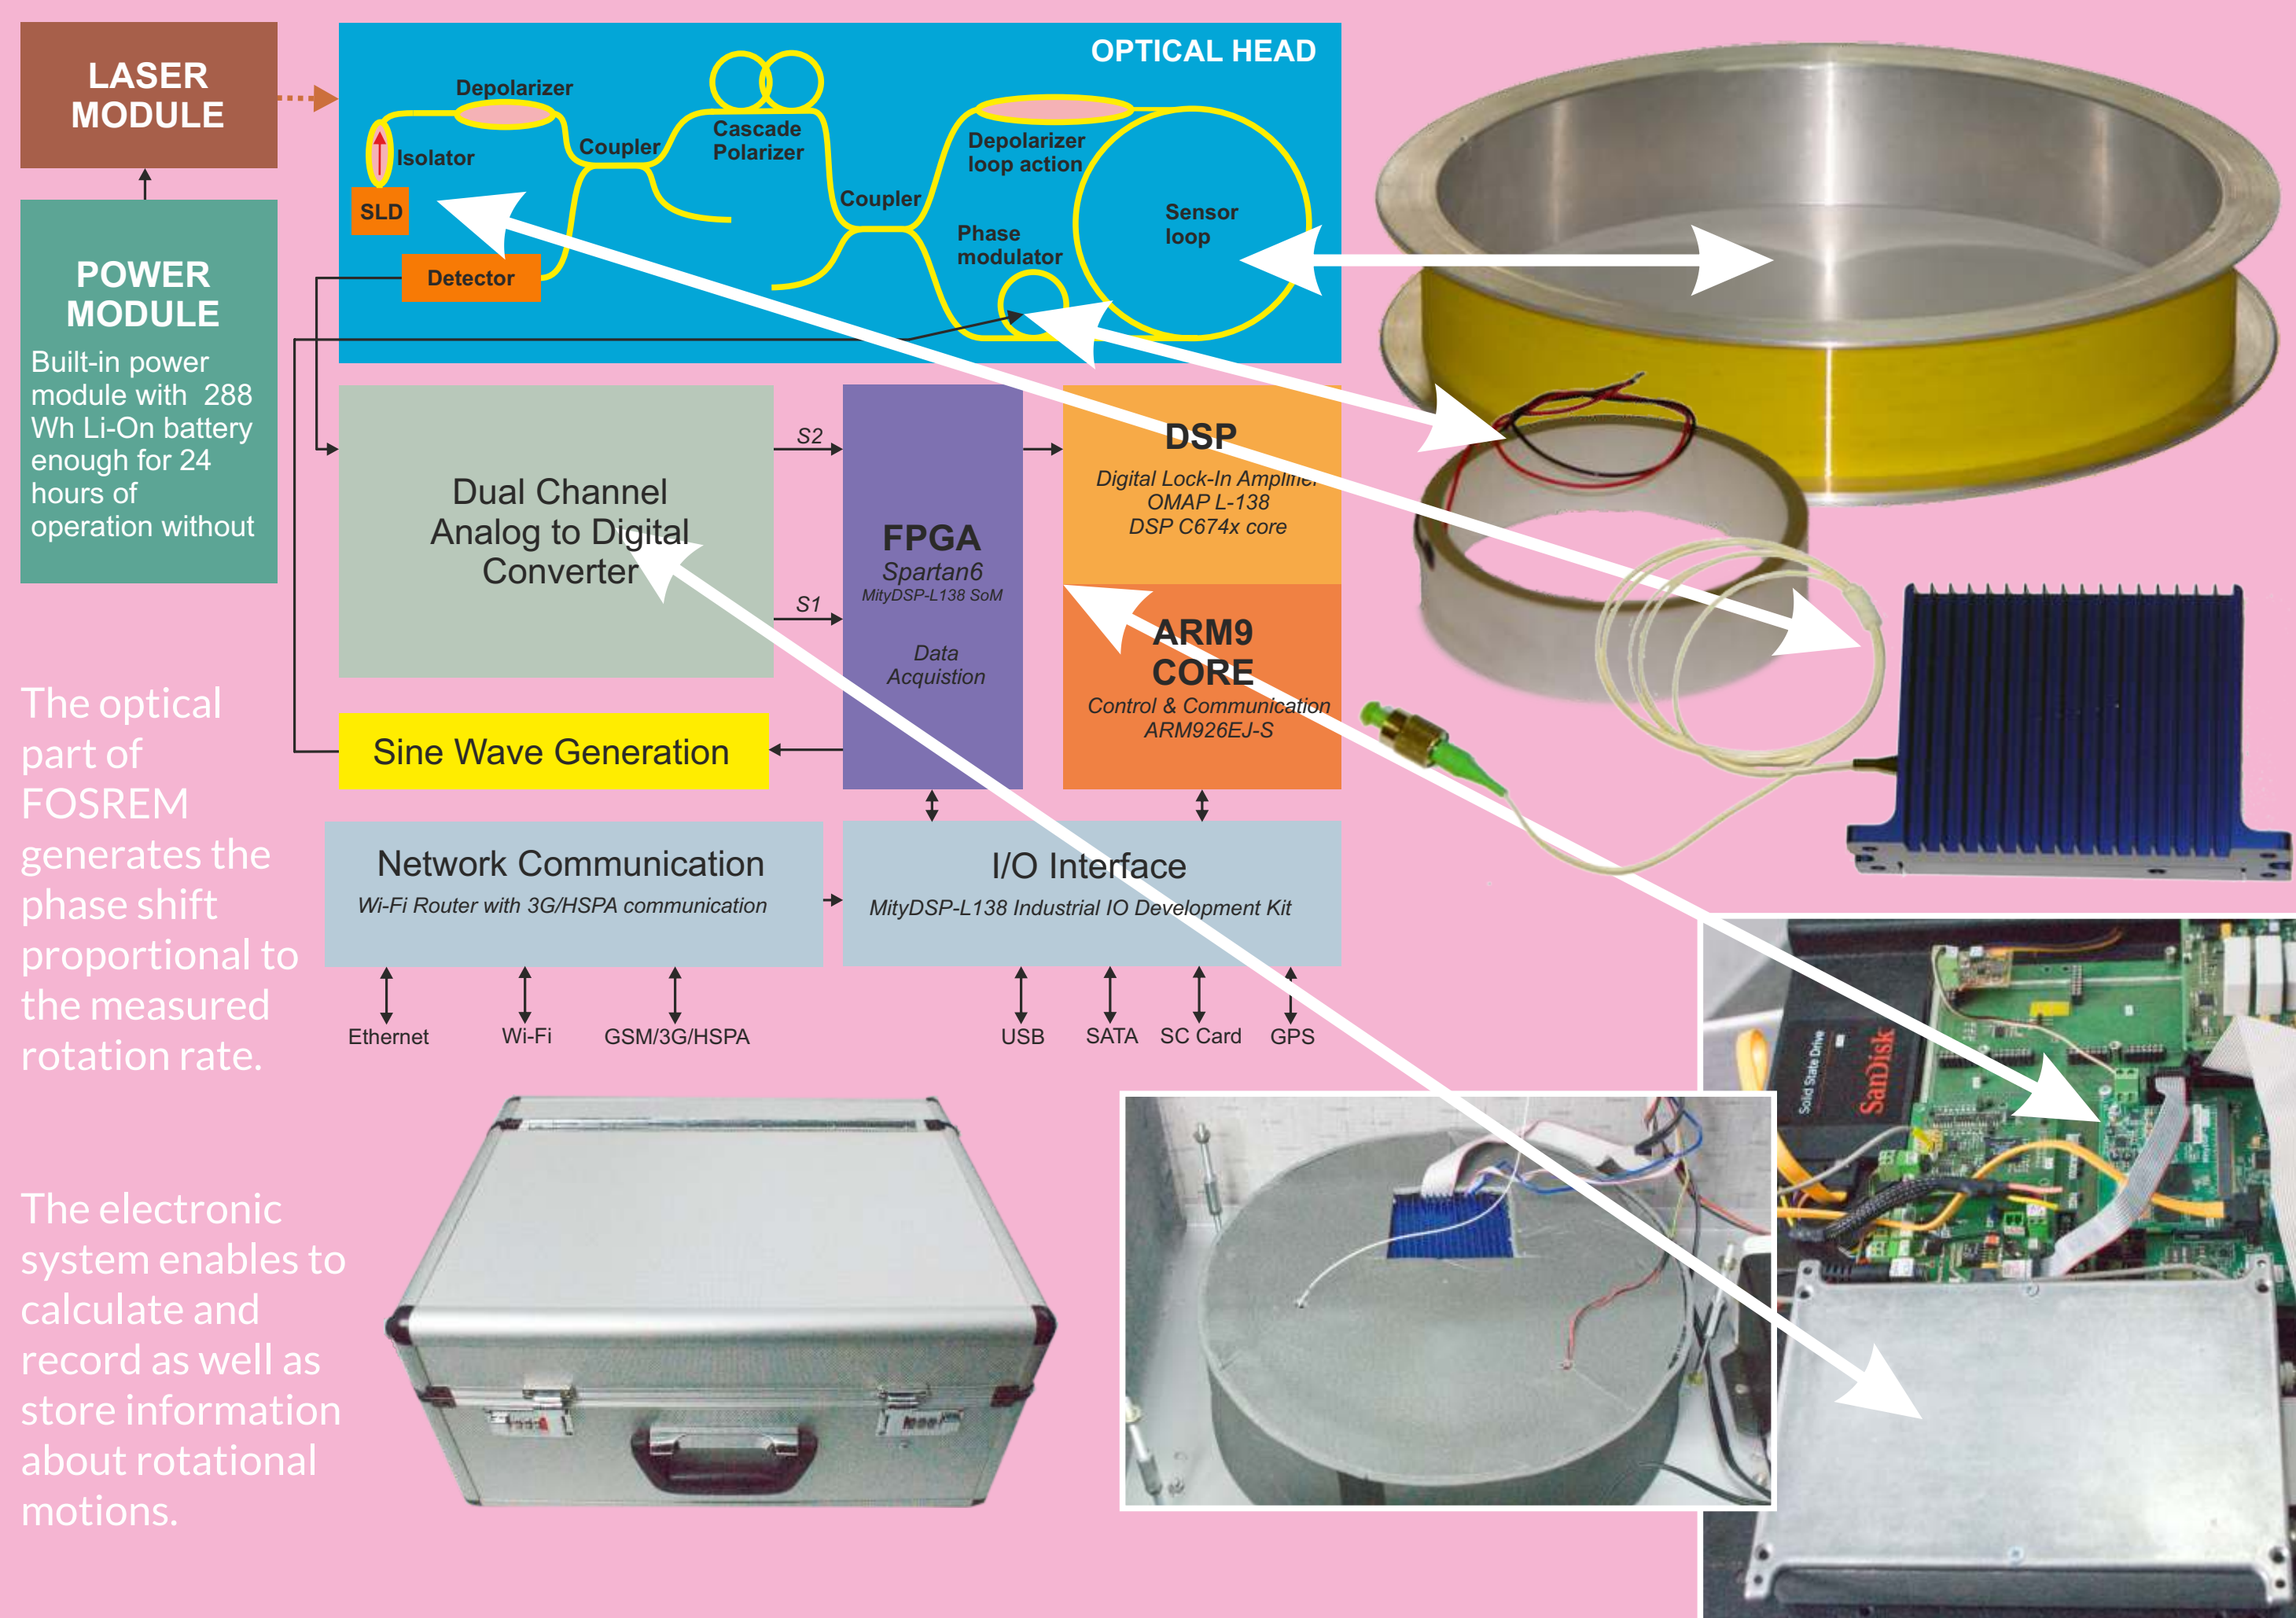 LASER
MODULE
POWER
MODULE
Built-in power
module with 288
Wh Li-On battery
enough for 24
hours of
operation without
OPTICAL HEAD
Depolarizer
Isolator
SLD
Coupler
Cascade
Polarizer
Detector
Coupler
Depolarizer
loop action
Phase
modulator
Sensor
loop
Dual Channel
Analog to Digital
Converter
S2
S1
FPGA
Spartan6
MityDSP-L138 SoM
Data
Acquistion
DSP
Digital Lock-In Amplifier
OMAP L-138
DSP C674x core
ARM9
CORE
Control & Communication
ARM926EJ-S
Sine Wave Generation
Network Communication
Wi-Fi Router with 3G/HSPA communication
I/O Interface
MityDSP-L138 Industrial IO Development Kit
Ethernet
Wi-Fi
GSM/3G/HSPA
USB
SATA
SC Card
GPS
The optical
part of
FOSREM
generates the
phase shift
proportional to
the measured
rotation rate.
The electronic
system enables to
calculate and
record as well as
store information
about rotational
motions.
Solid State Drive
SanDisk